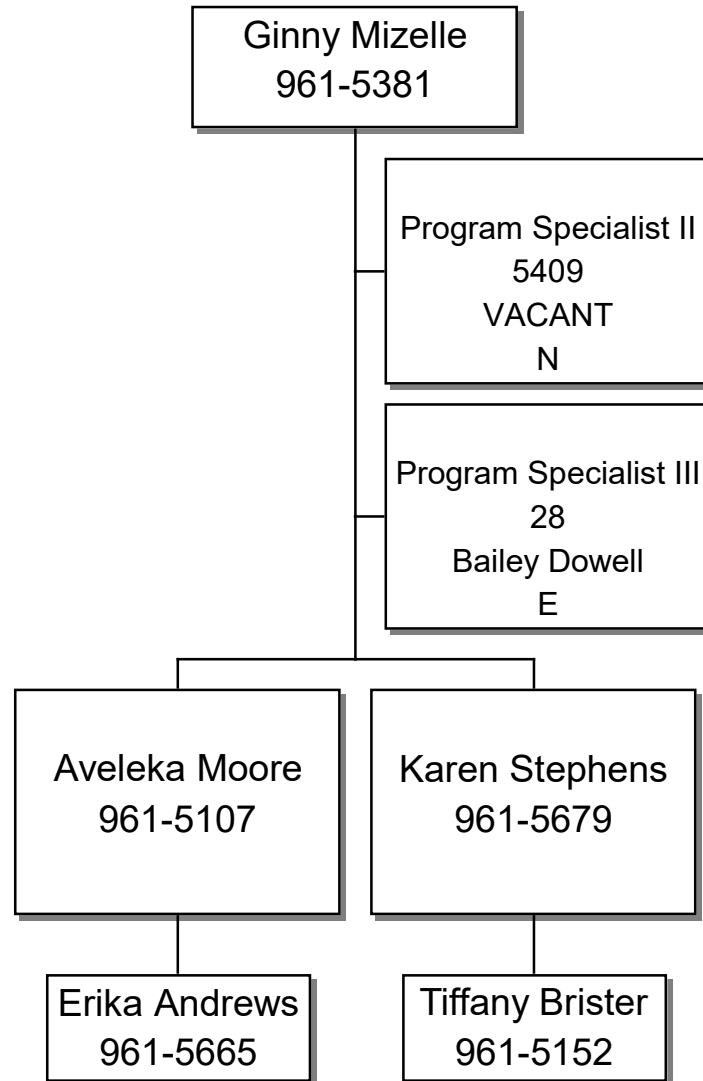 Ginny Mizelle
961-5381
Program Specialist II
5409
VACANT
N
Program Specialist III
28
Bailey Dowell
E
Aveleka Moore
961-5107
Karen Stephens
961-5679
Erika Andrews
961-5665
Tiffany Brister
961-5152